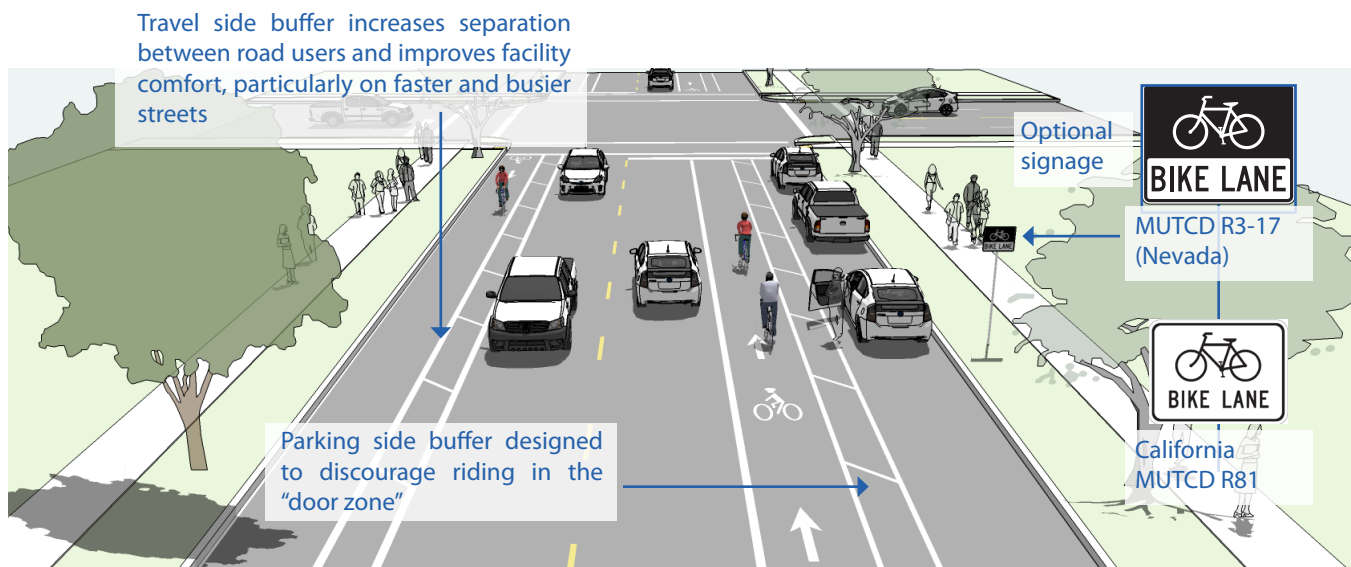 Travel side buffer increases separation
between road users and improves facility
comfort, particularly on faster and busier
streets
Optional
signage
BIKE LANE
MUTCD R3-17
(Nevada)
BIKE LANE
BIKE LANE
California
MUTCD R81
Parking side buffer designed
to discourage riding in the
“door zone”